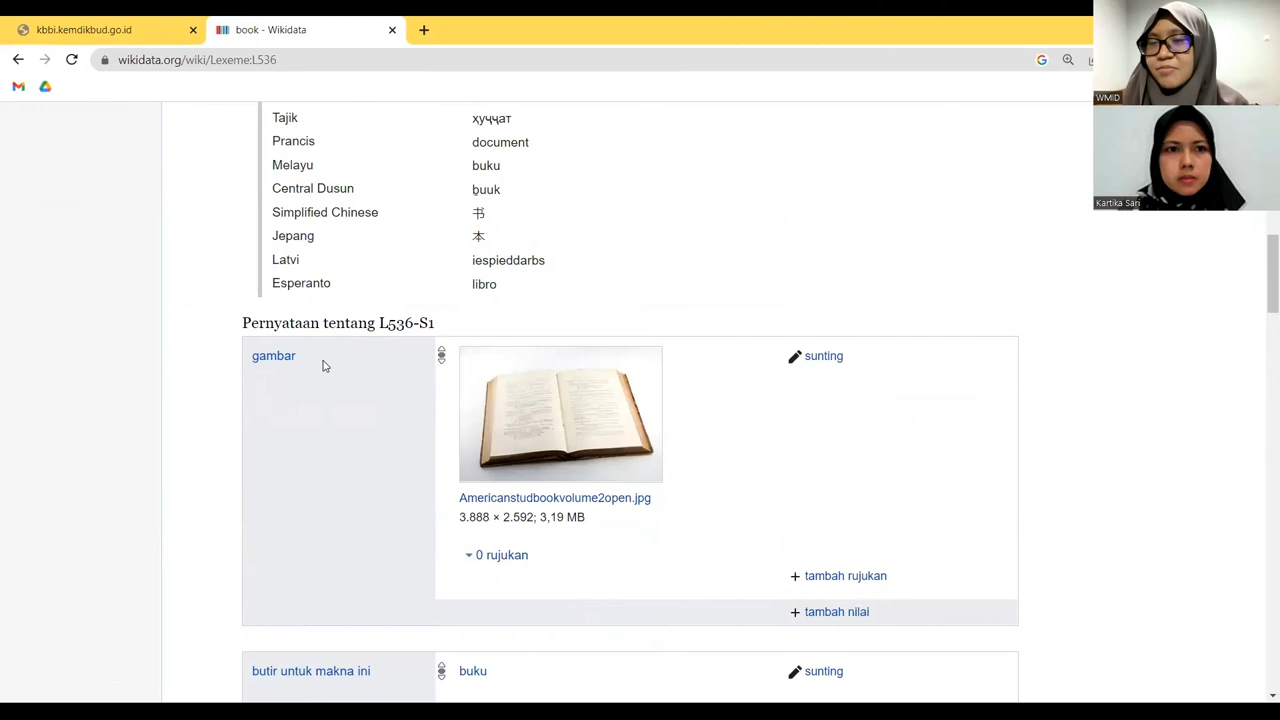 kbbi.kemdikbud.go.id
book - Wikidata
wikidata.org/wiki/Lexeme:L536
WMID
Kartika Sari
Tajik ҳуҷҷат
Prancis document
Melayu buku
Central Dusun ḇuuk
Simplified Chinese 书
Jepang 本
Latvi iespieddarbs
Esperanto libro
Pernyataan tentang L536-S1
gambar
sunting
Americanstudbookvolume2open.jpg
3.888 × 2.592; 3,19 MB
0 rujukan
+ tambah rujukan
+ tambah nilai
butir untuk makna ini
buku
sunting